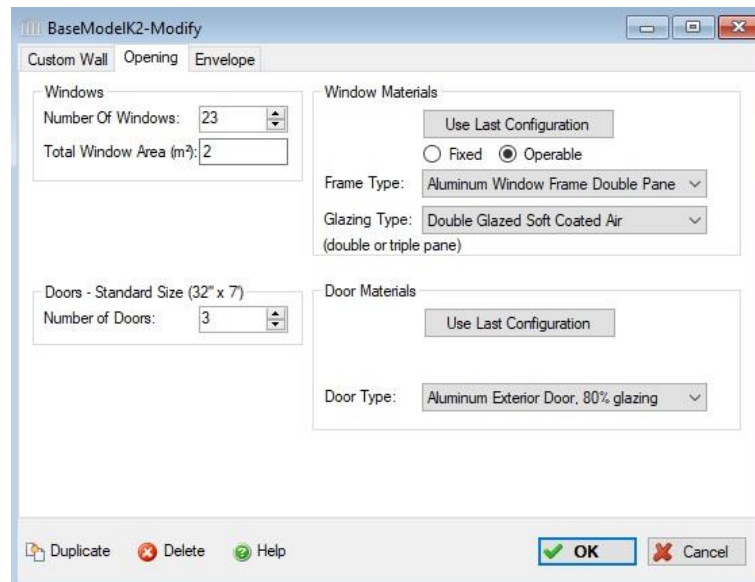 BaseModelK2-Modify
Custom Wall Opening Envelope
Windows
Number Of Windows: 23
Total Window Area (m²): 2
Window Materials
Use Last Configuration
Fixed Operable
Frame Type: Aluminum Window Frame Double Pane
Glazing Type: Double Glazed Soft Coated Air
(double or triple pane)
Doors - Standard Size (32" x 7')
Number of Doors: 3
Door Materials
Use Last Configuration
Door Type: Aluminum Exterior Door, 80% glazing
Duplicate Delete Help OK Cancel